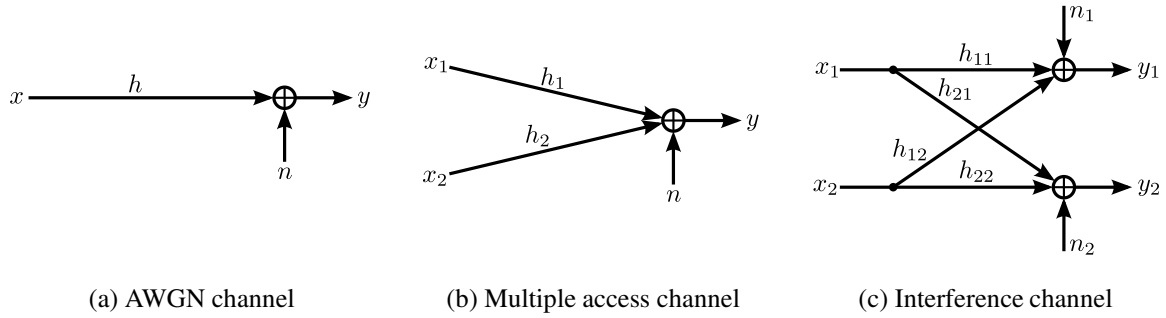 x
h
y
n
(a) AWGN channel
x₁
h₁
x₂
h₂
y
n
(b) Multiple access channel
n₁
x₁
h₁₁
y₁
h₂₁
h₁₂
x₂
h₂₂
y₂
n₂
(c) Interference channel